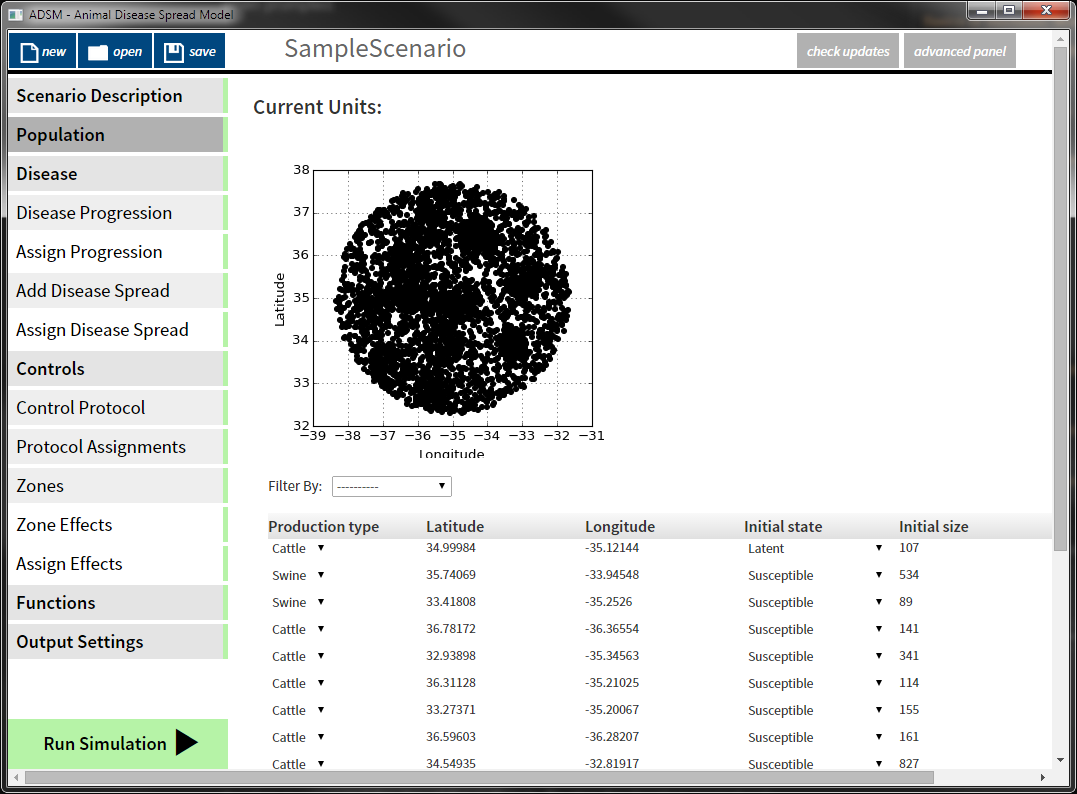 ADSM - Animal Disease Spread Model
new open save SampleScenario check updates advanced panel
Scenario Description
Population
Disease
Disease Progression
Assign Progression
Add Disease Spread
Assign Disease Spread
Controls
Control Protocol
Protocol Assignments
Zones
Zone Effects
Assign Effects
Functions
Output Settings
Run Simulation
Current Units:
38
37
36
35
34
33
32
Latitude
−39 −38 −37 −36 −35 −34 −33 −32 −31
Longitude
Filter By: ----------
Production type Latitude Longitude Initial state Initial size
Cattle 34.99984 -35.12144 Latent 107
Swine 35.74069 -33.94548 Susceptible 534
Swine 33.41808 -35.2526 Susceptible 89
Cattle 36.78172 -36.36554 Susceptible 141
Cattle 32.93898 -35.34563 Susceptible 341
Cattle 36.31128 -35.21025 Susceptible 114
Cattle 33.27371 -35.20067 Susceptible 155
Cattle 36.59603 -36.28207 Susceptible 161
Cattle 34.54935 -32.81917 Susceptible 827